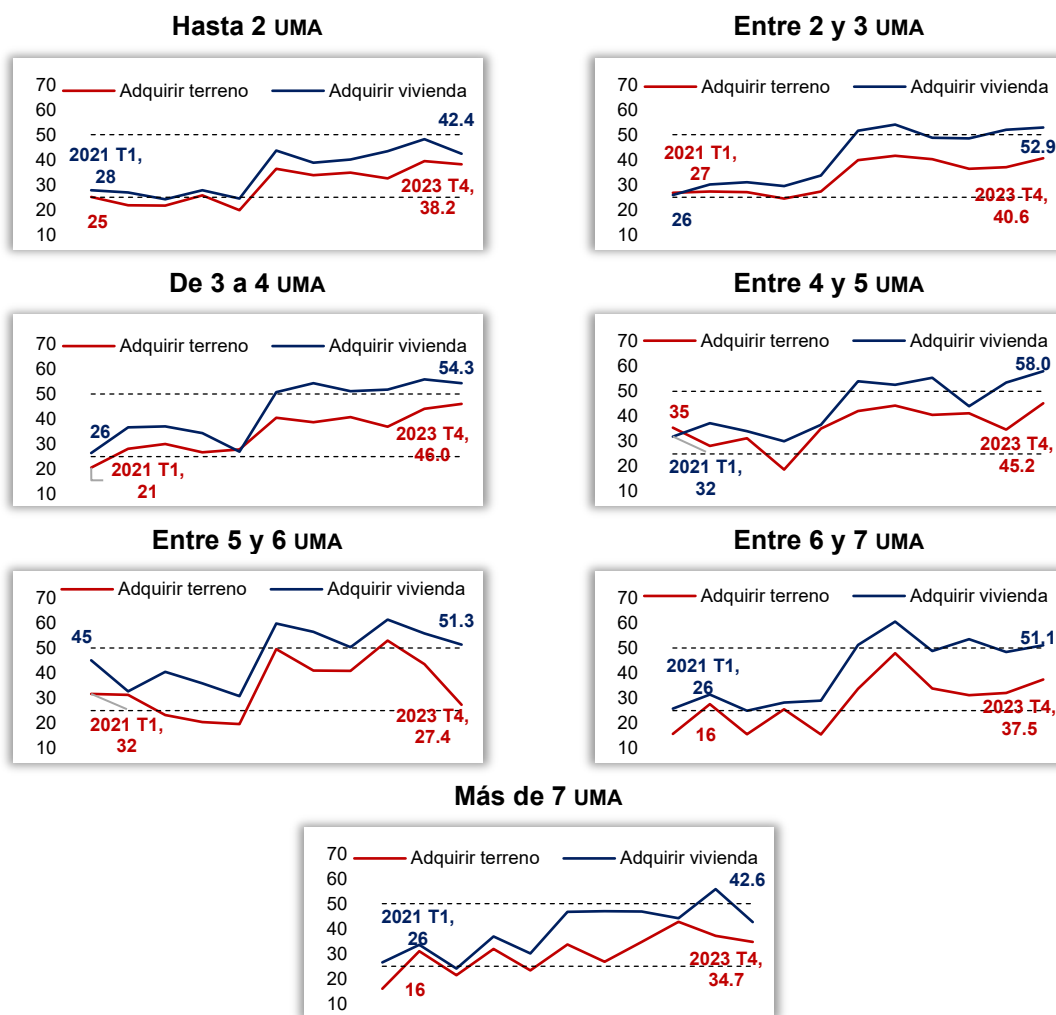 Hasta 2 UMA
70
60
50
40
30
20
10
Adquirir terreno
Adquirir vivienda
42.4
2021 T1,
28
25
2023 T4,
38.2
Entre 2 y 3 UMA
70
60
50
40
30
20
10
Adquirir terreno
Adquirir vivienda
2021 T1,
27
26
52.9
2023 T4,
40.6
De 3 a 4 UMA
70
60
50
40
30
20
10
Adquirir terreno
Adquirir vivienda
54.3
26
2021 T1,
21
2023 T4,
46.0
Entre 4 y 5 UMA
70
60
50
40
30
20
10
Adquirir terreno
Adquirir vivienda
58.0
35
2021 T1,
32
2023 T4,
45.2
Entre 5 y 6 UMA
70
60
50
40
30
20
10
Adquirir terreno
Adquirir vivienda
45
51.3
2021 T1,
32
2023 T4,
27.4
Entre 6 y 7 UMA
70
60
50
40
30
20
10
Adquirir terreno
Adquirir vivienda
51.1
2021 T1,
26
16
2023 T4,
37.5
Más de 7 UMA
70
60
50
40
30
20
10
Adquirir terreno
Adquirir vivienda
42.6
2021 T1,
26
16
2023 T4,
34.7